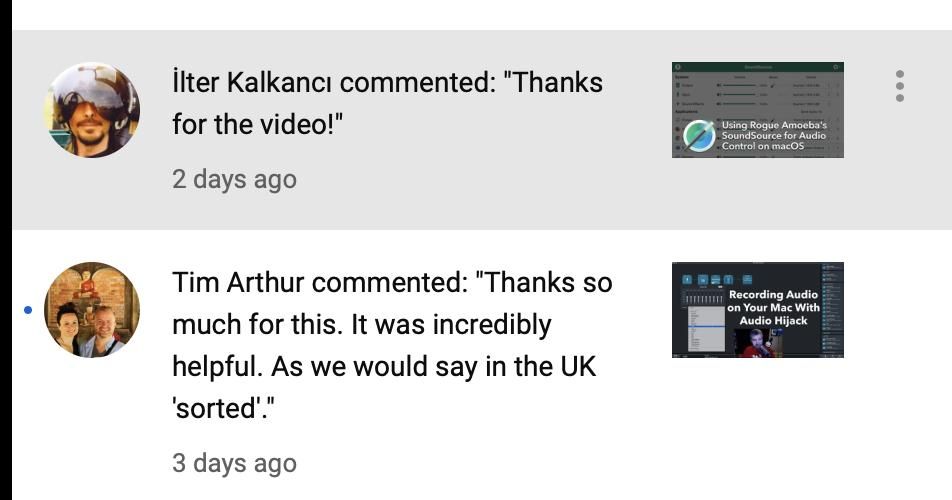 İlter Kalkancı commented: "Thanks
for the video!"
2 days ago
SoundSource
Using Rogue Amoeba's
SoundSource for Audio
Control on macOS
Tim Arthur commented: "Thanks so
much for this. It was incredibly
helpful. As we would say in the UK
'sorted'."
3 days ago
Recording Audio
on Your Mac With
Audio Hijack